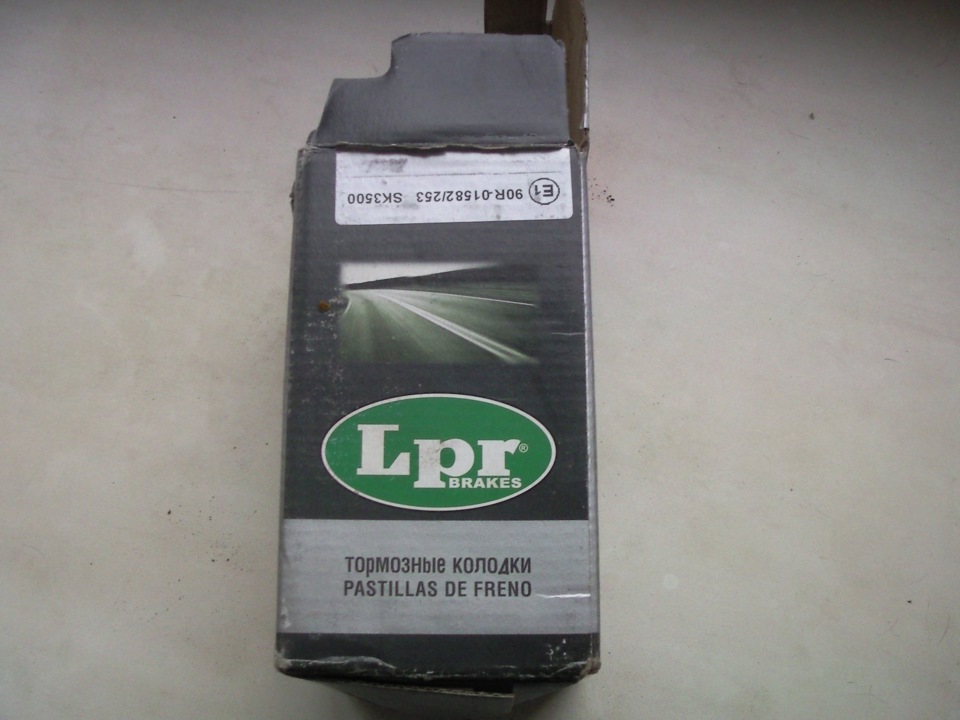 E1 90R-01582/253 SK3500
Lpr®
BRAKES
ТОРМОЗНЫЕ КОЛОДКИ
PASTILLAS DE FRENO